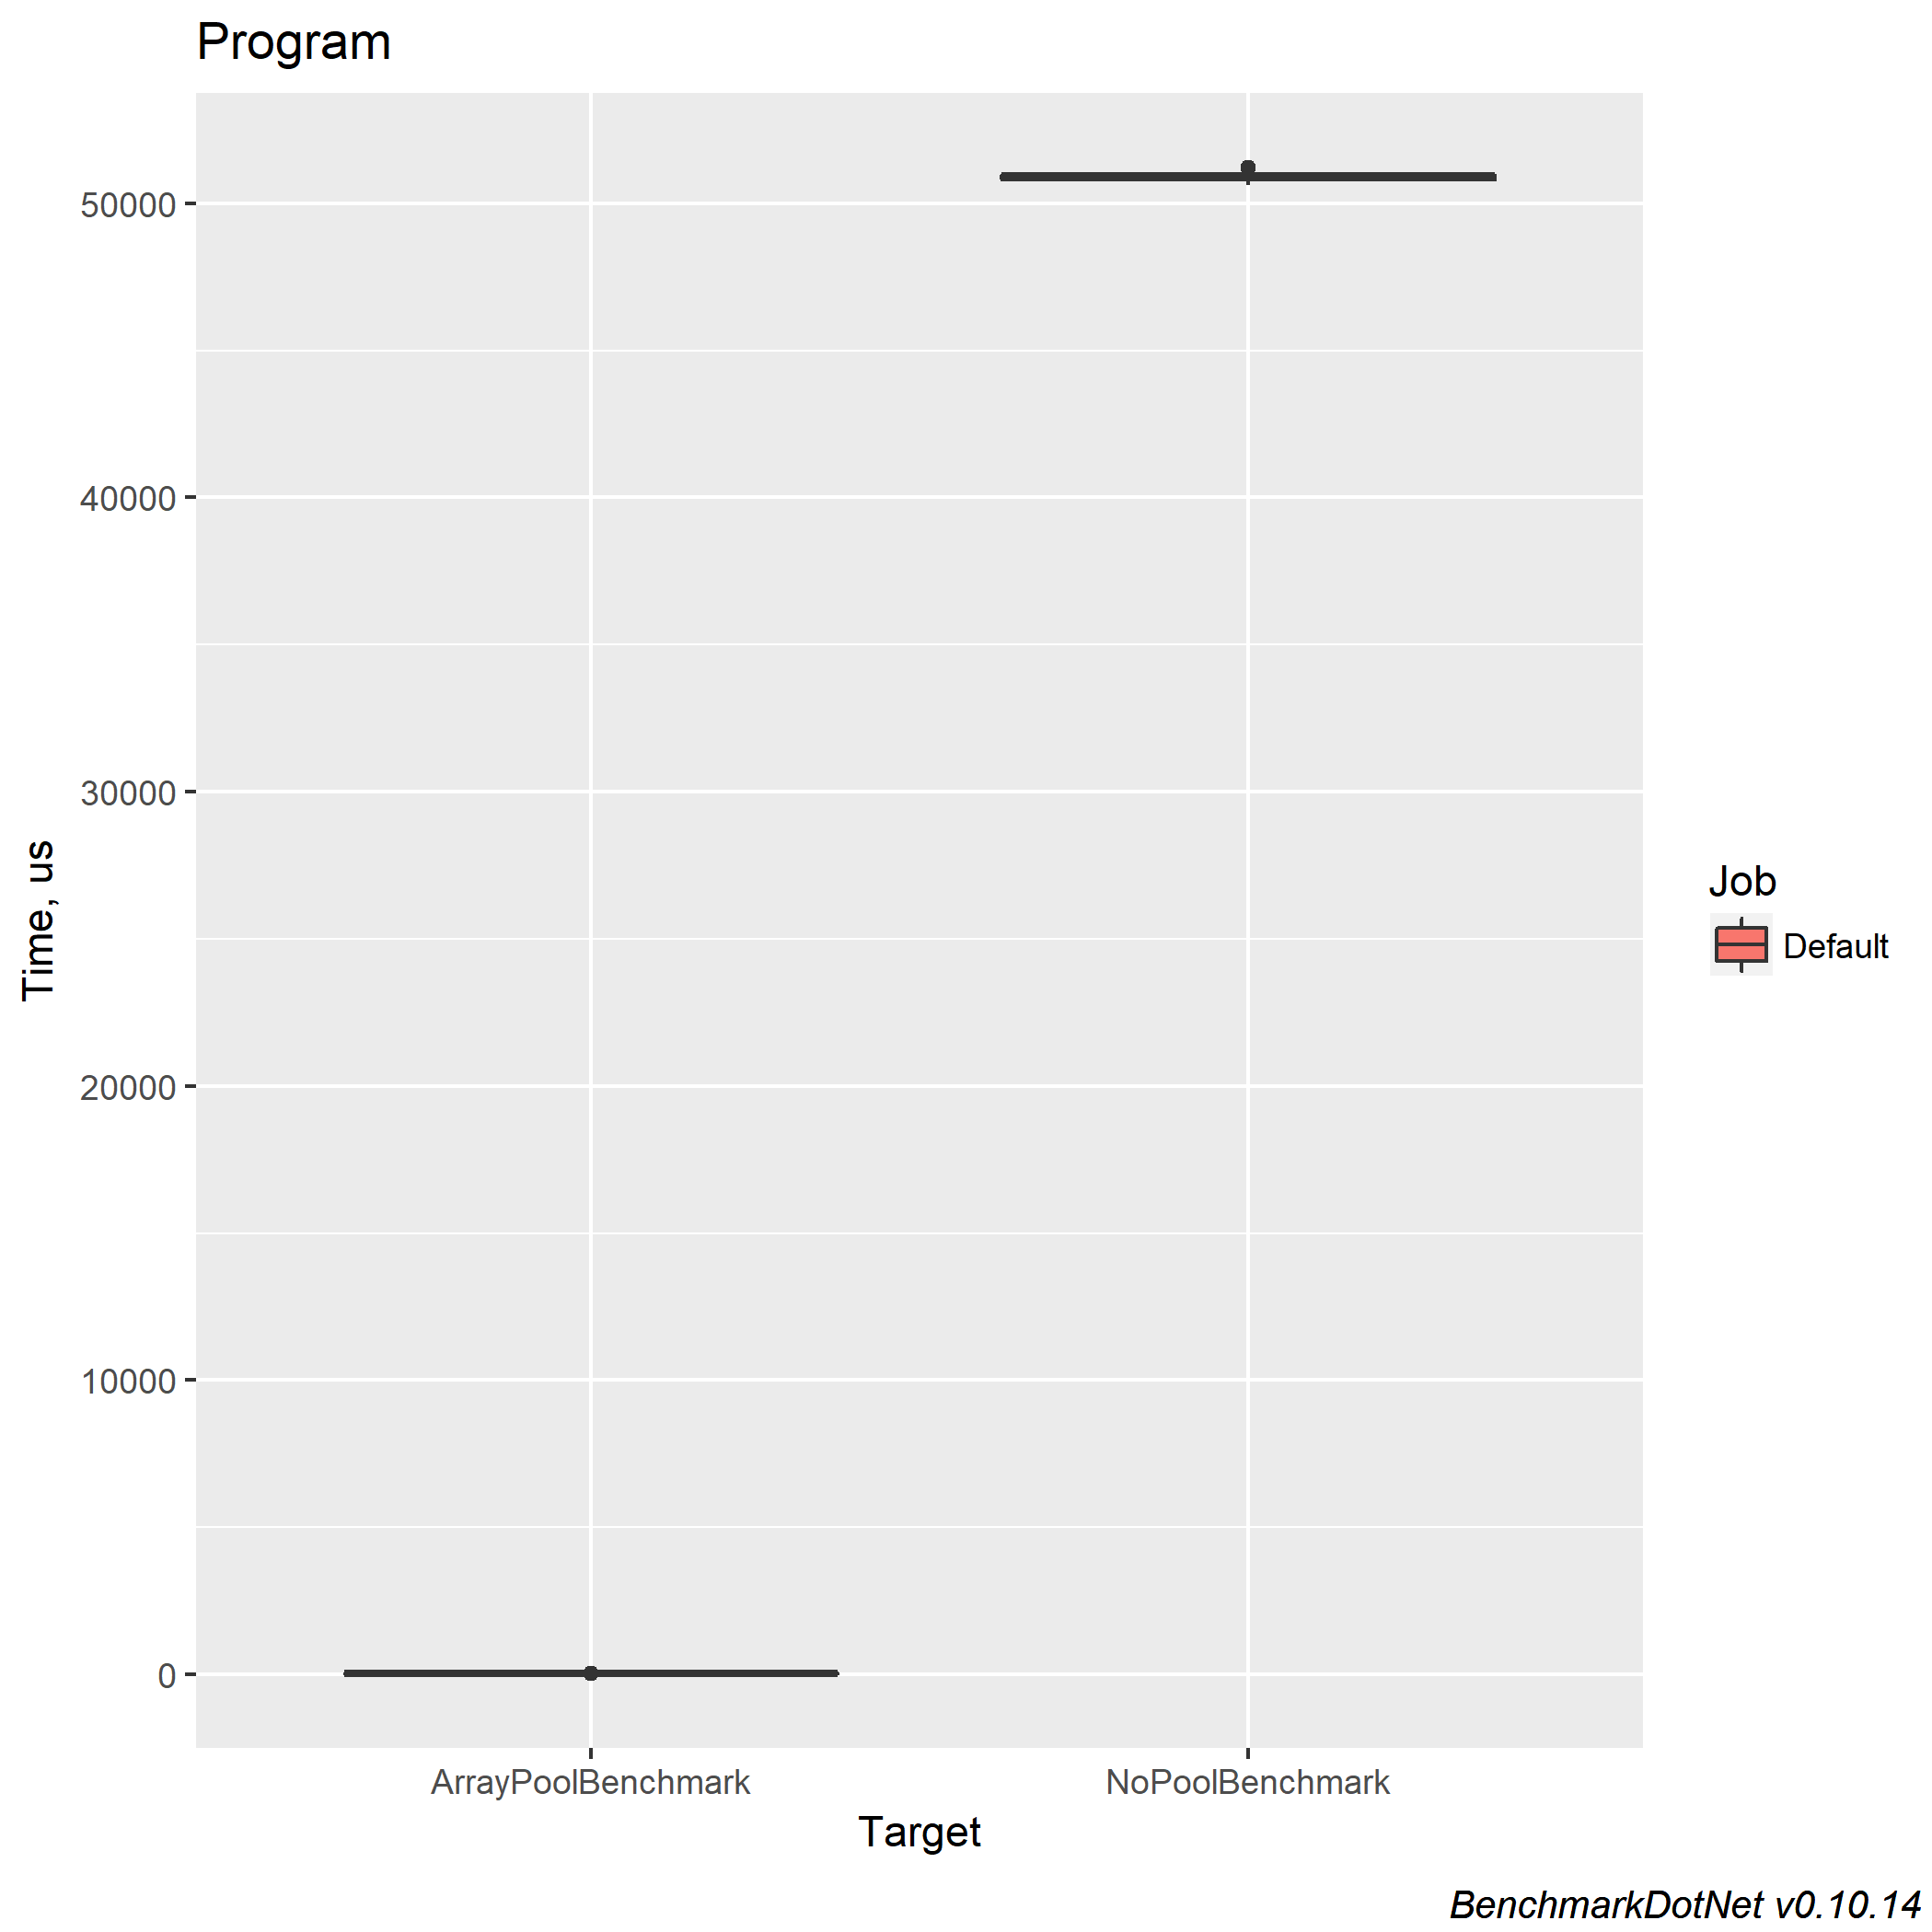 Program
50000
40000
30000
20000
10000
0
Time, us
ArrayPoolBenchmark
NoPoolBenchmark
Target
Job
Default
BenchmarkDotNet v0.10.14